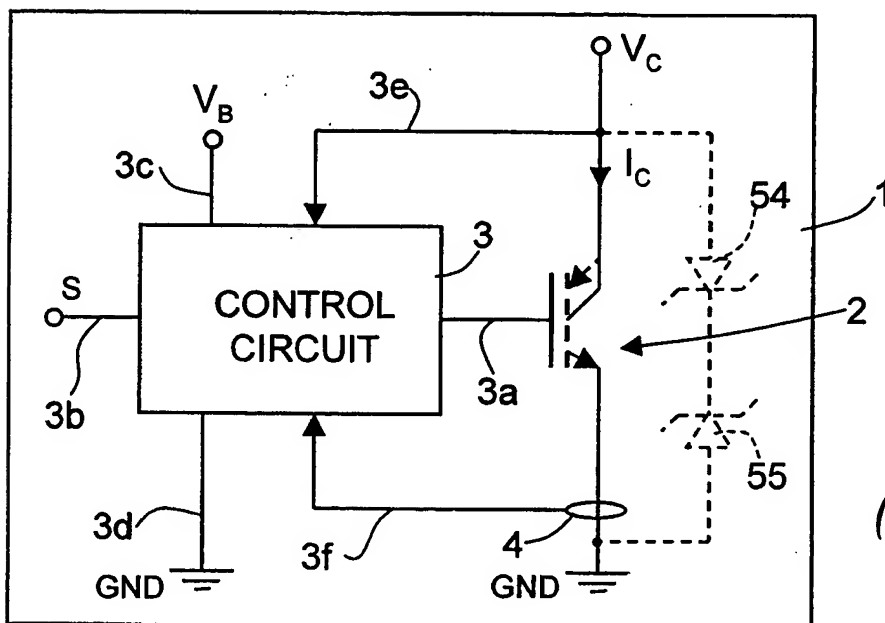 V_C
3e
V_B
3c
I_C
54
1
3
S
CONTROL
CIRCUIT
2
3b
3a
55
3d
3f
4
GND
GND